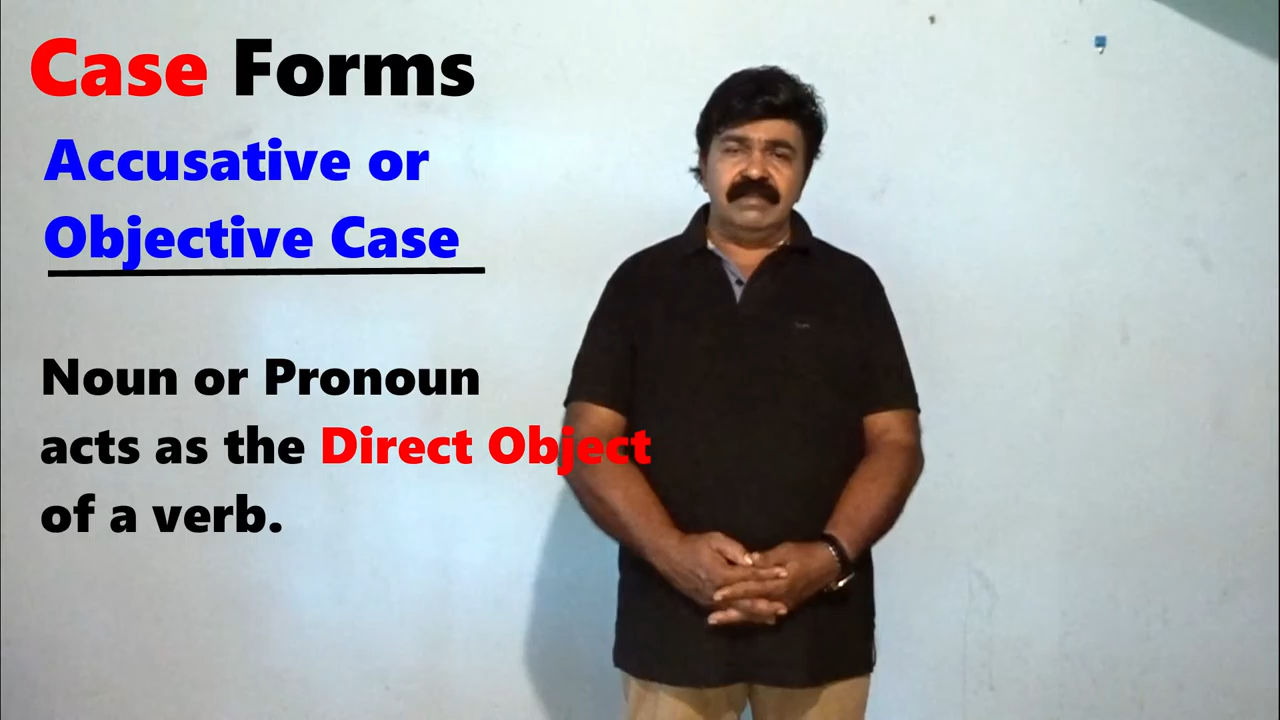 Case Forms
Accusative or
Objective Case
Noun or Pronoun
acts as the Direct Object
of a verb.